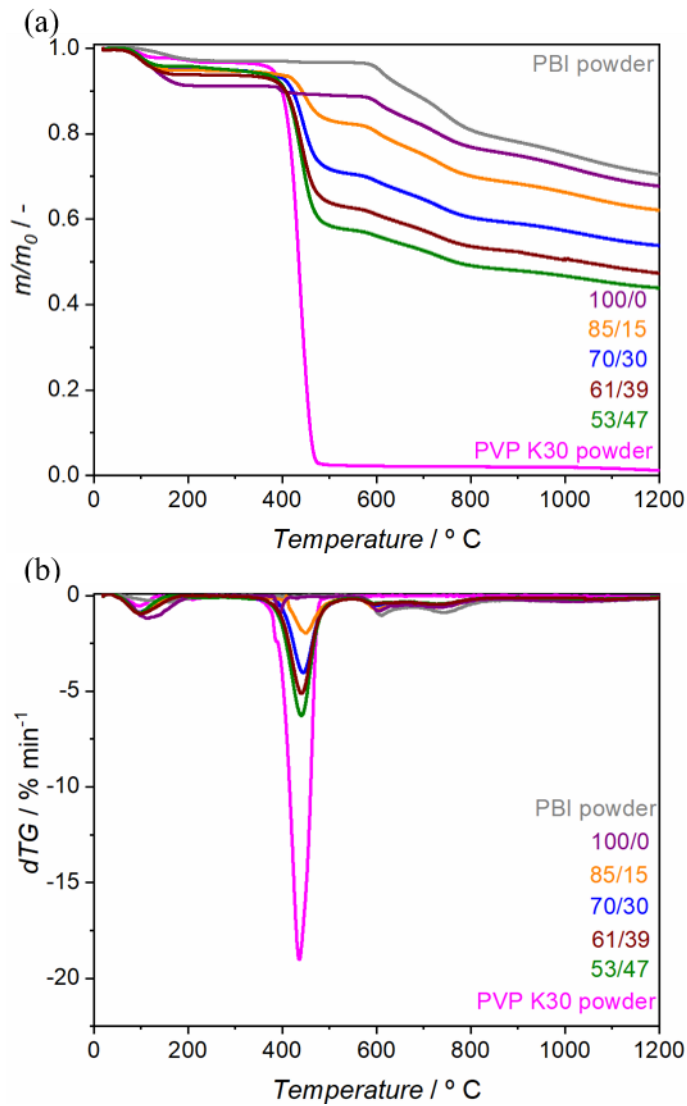 (a)
1.0
0.8
0.6
0.4
0.2
0.0
m/m0 / -
PBI powder
100/0
85/15
70/30
61/39
53/47
PVP K30 powder
0 200 400 600 800 1000 1200
Temperature / º C
(b)
0
-5
-10
-15
-20
dTG / % min-1
PBI powder
100/0
85/15
70/30
61/39
53/47
PVP K30 powder
0 200 400 600 800 1000 1200
Temperature / º C